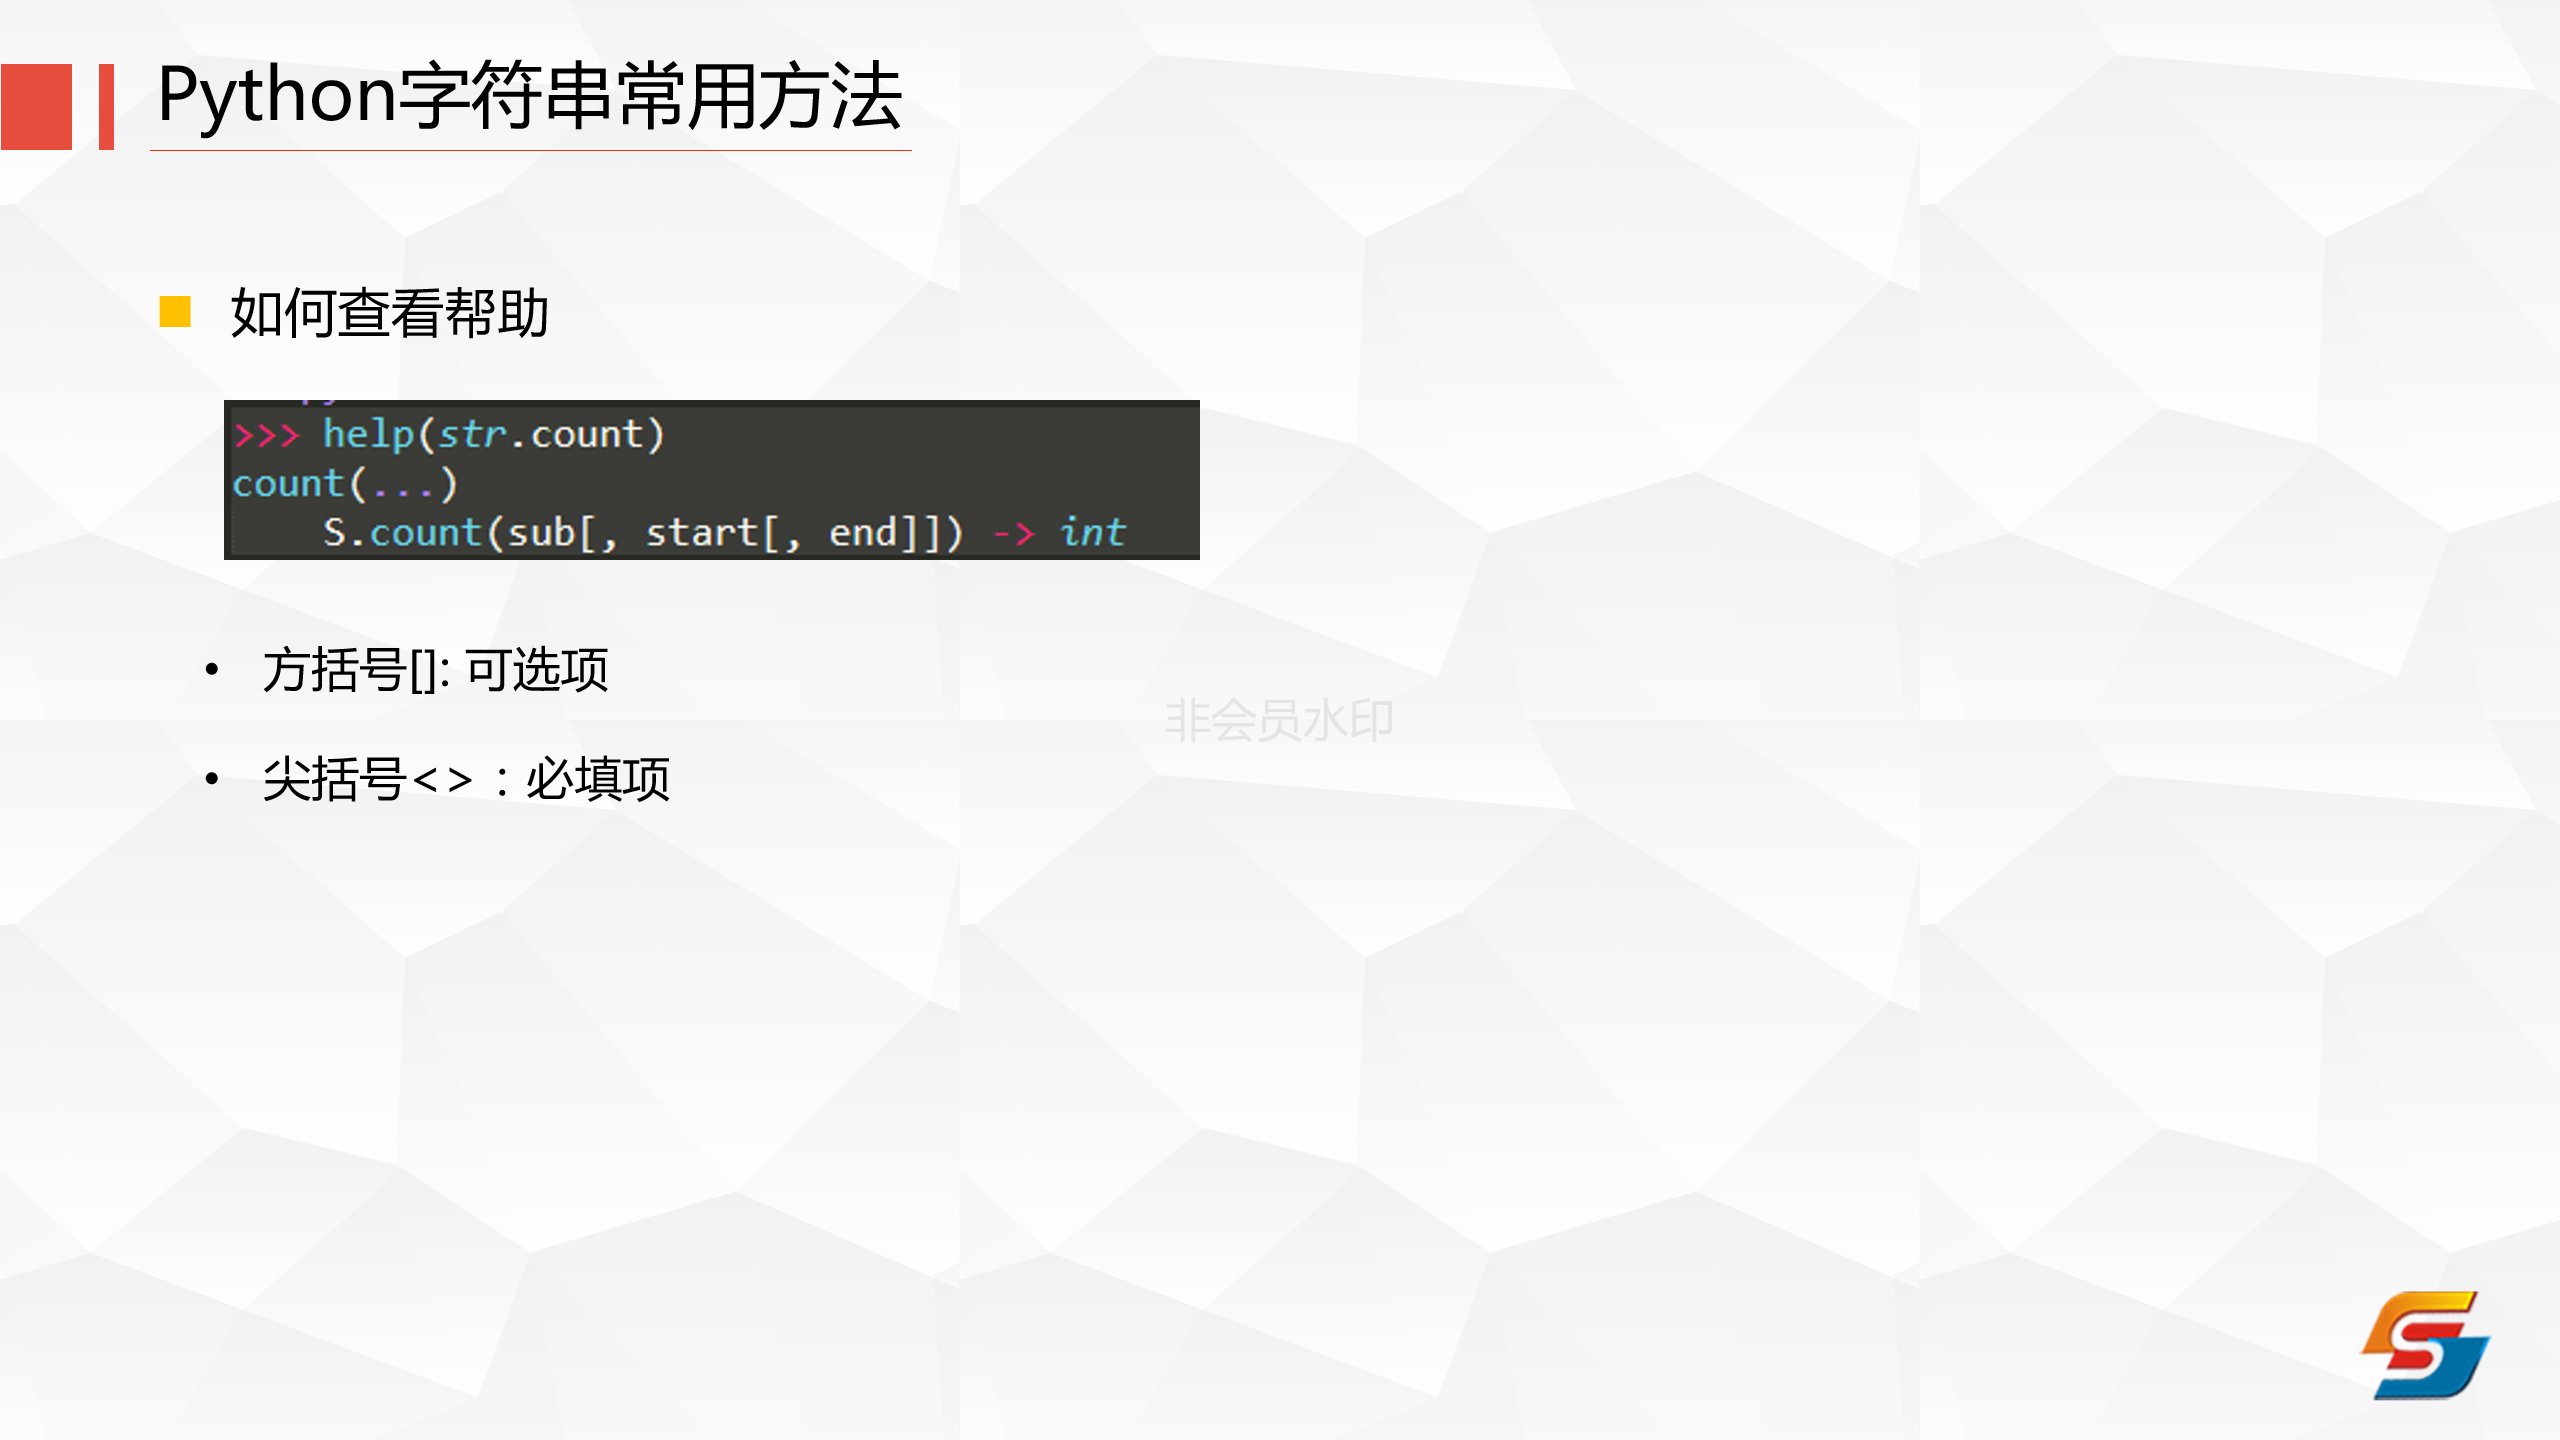 Python字符串常用方法
如何查看帮助
>>> help(str.count)
count(...)
    S.count(sub[, start[, end]]) -> int
• 方括号[]: 可选项
• 尖括号< >：必填项
非会员水印